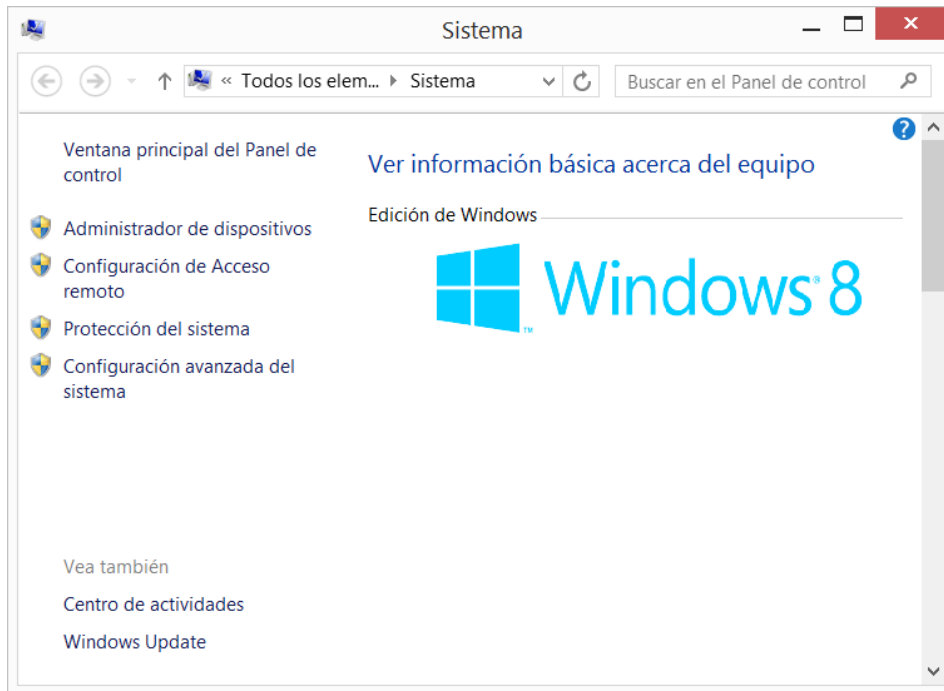 Sistema
« Todos los elem... Sistema
Buscar en el Panel de control
Ventana principal del Panel de
control
Administrador de dispositivos
Configuración de Acceso
remoto
Protección del sistema
Configuración avanzada del
sistema
Vea también
Centro de actividades
Windows Update
?
Ver información básica acerca del equipo
Edición de Windows
Windows® 8
™